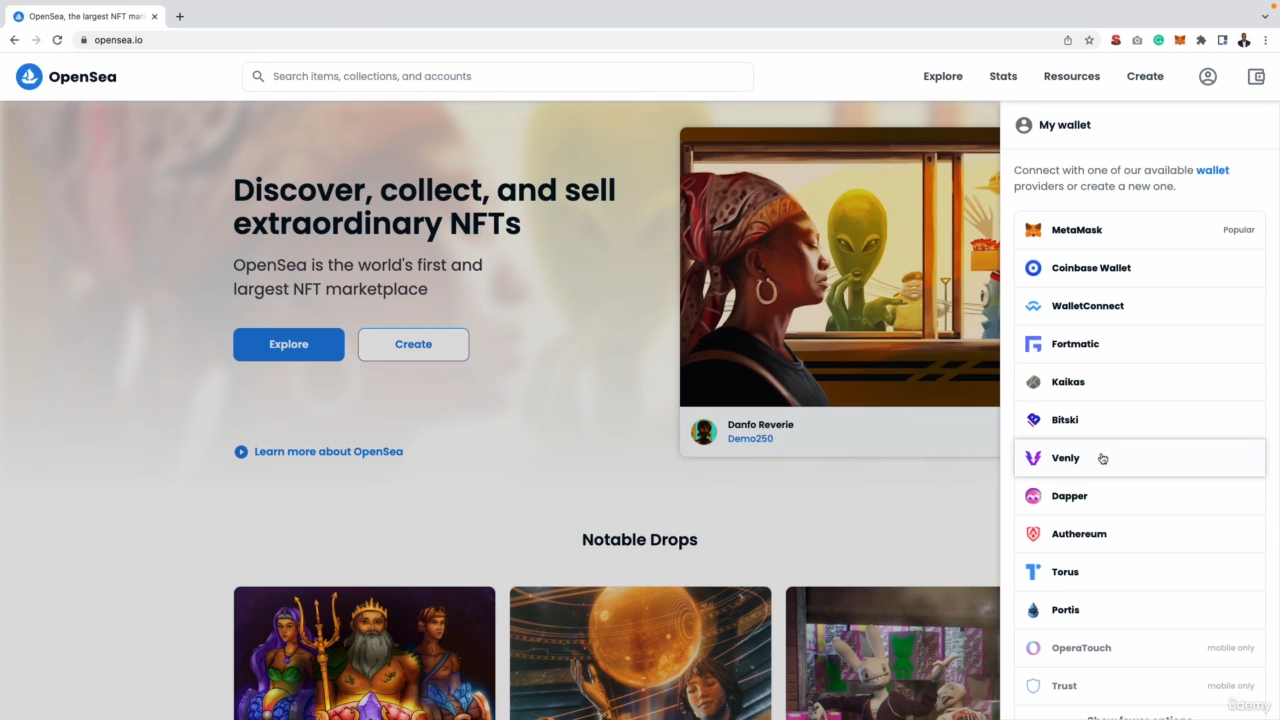 OpenSea, the largest NFT mar
opensea.io
OpenSea
Search items, collections, and accounts
Explore
Stats
Resources
Create
My wallet
Connect with one of our available wallet
providers or create a new one.
Discover, collect, and sell
extraordinary NFTs
OpenSea is the world's first and
largest NFT marketplace
Explore
Create
Learn more about OpenSea
Danfo Reverie
Demo250
MetaMask
Popular
Coinbase Wallet
WalletConnect
Fortmatic
Kaikas
Bitski
Venly
Dapper
Authereum
Torus
Portis
OperaTouch
mobile only
Trust
mobile only
Show fewer options
Notable Drops
ûdemy